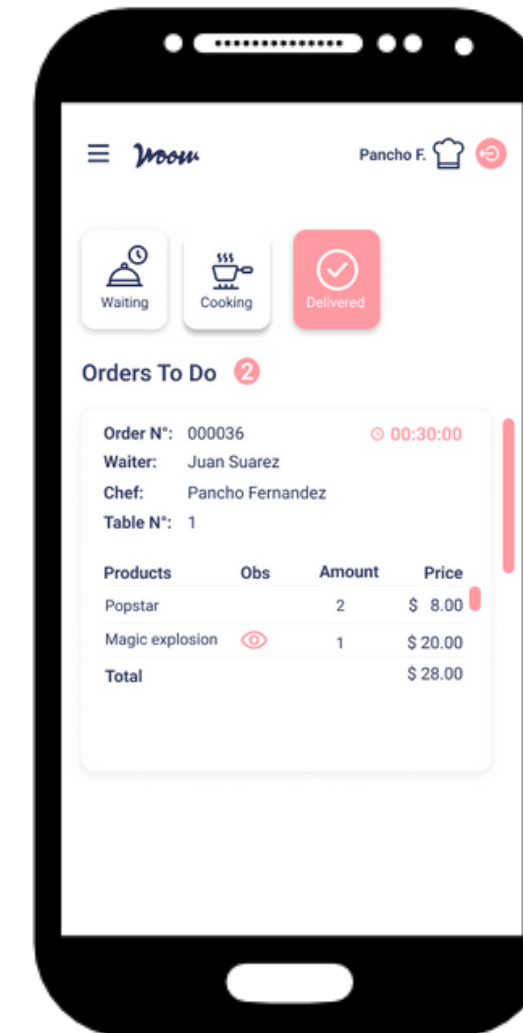 Woow Pancho F.
Waiting Cooking Delivered
Orders To Do 2
Order N°: 000036 00:30:00
Waiter: Juan Suarez
Chef: Pancho Fernandez
Table N°: 1
Products Obs Amount Price
Popstar 2 $ 8.00
Magic explosion 1 $ 20.00
Total $ 28.00